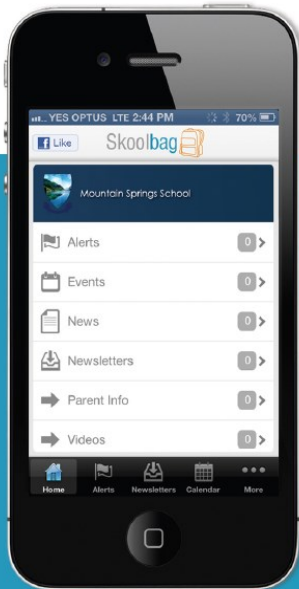 YES OPTUS LTE 2:44 PM 70%
f Like Skoolbag
Mountain Springs School
Alerts 0
Events 0
News 0
Newsletters 0
Parent Info 0
Videos 0
Home Alerts Newsletters Calendar More